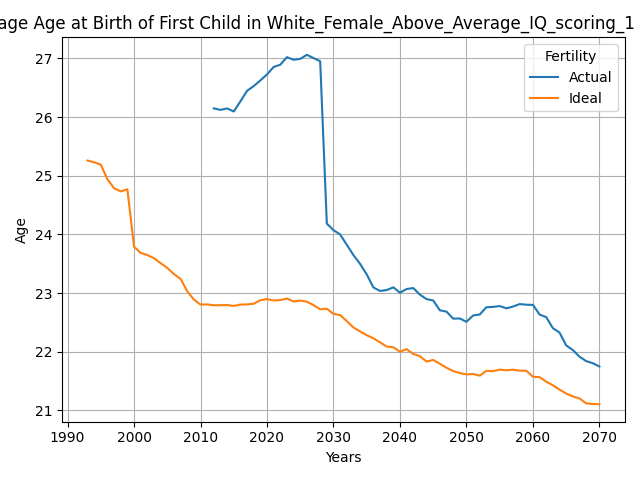 age Age at Birth of First Child in White_Female_Above_Average_IQ_scoring_1
Fertility
Actual
Ideal
27
26
25
24
23
22
21
Age
1990 2000 2010 2020 2030 2040 2050 2060 2070
Years